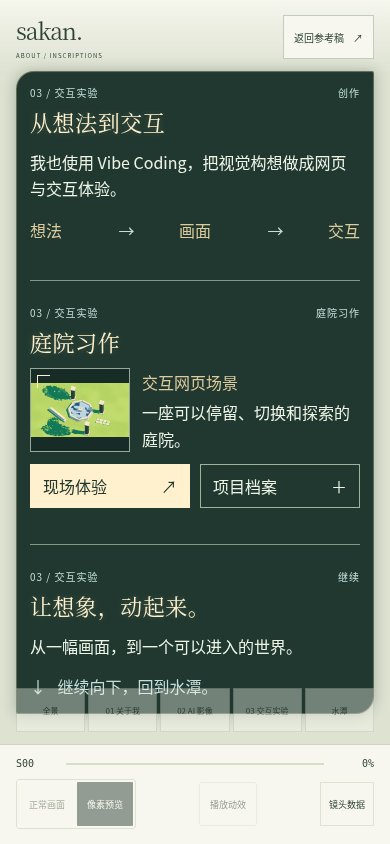 sakan.
ABOUT / INSCRIPTIONS
返回参考稿 ↗
03 / 交互实验
创作
从想法到交互
我也使用 Vibe Coding，把视觉构想做成网页
与交互体验。
想法 → 画面 → 交互
03 / 交互实验
庭院习作
庭院习作
交互网页场景
一座可以停留、切换和探索的
庭院。
现场体验 ↗
项目档案 +
03 / 交互实验
继续
让想象，动起来。
从一幅画面，到一个可以进入的世界。
↓ 继续向下，回到水潭。
全景
01 关于我
02 AI 影像
03 交互实验
水潭
S00
0%
正常画面
像素预览
播放动效
镜头数据